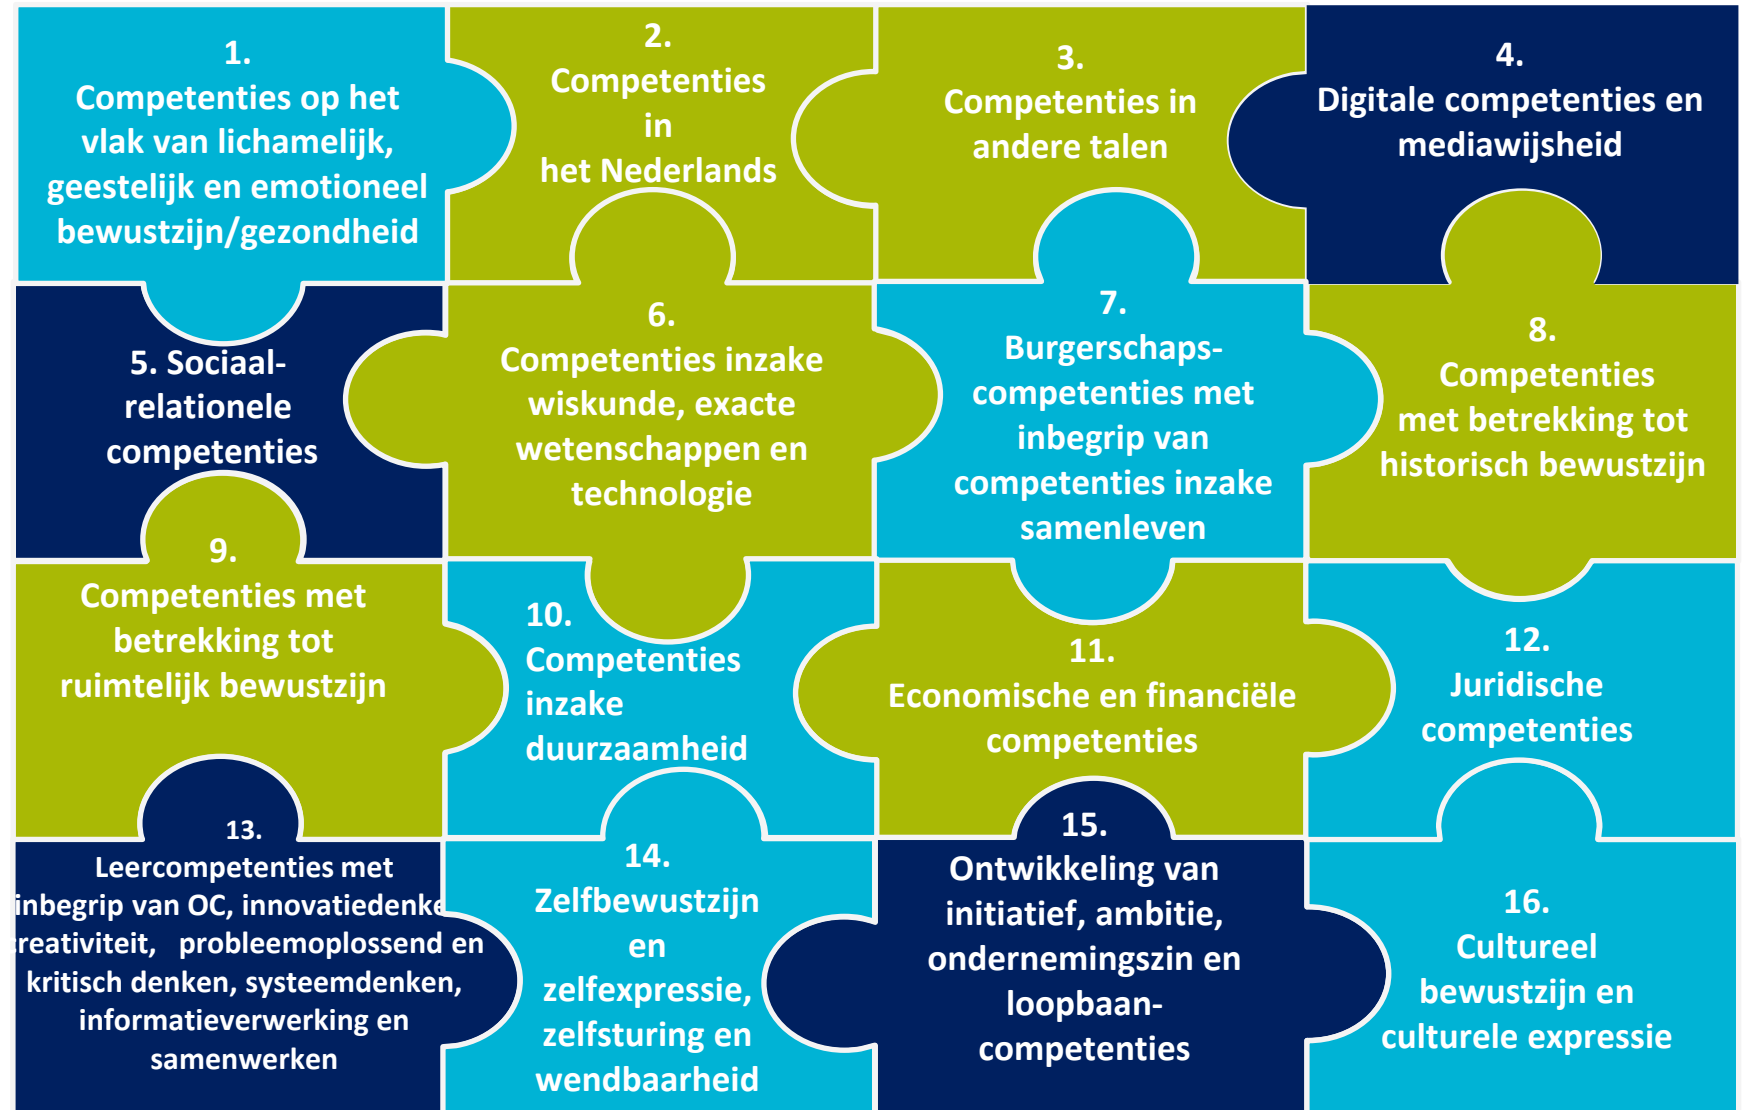 1.
Competenties op het
vlak van lichamelijk,
geestelijk en emotioneel
bewustzijn/gezondheid
2.
Competenties
in
het Nederlands
3.
Competenties in
andere talen
4.
Digitale competenties en
mediawijsheid
5. Sociaal-
relationele
competenties
6.
Competenties inzake
wiskunde, exacte
wetenschappen en
technologie
7.
Burgerschaps-
competenties met
inbegrip van
competenties inzake
samenleven
8.
Competenties
met betrekking tot
historisch bewustzijn
9.
Competenties met
betrekking tot
ruimtelijk bewustzijn
10.
Competenties
inzake
duurzaamheid
11.
Economische en financiële
competenties
12.
Juridische
competenties
13.
Leercompetenties met
inbegrip van OC, innovatiedenke
creativiteit, probleemoplossend en
kritisch denken, systeemdenken,
informatieverwerking en
samenwerken
14.
Zelfbewustzijn
en
zelfexpressie,
zelfsturing en
wendbaarheid
15.
Ontwikkeling van
initiatief, ambitie,
ondernemingszin en
loopbaan-
competenties
16.
Cultureel
bewustzijn en
culturele expressie